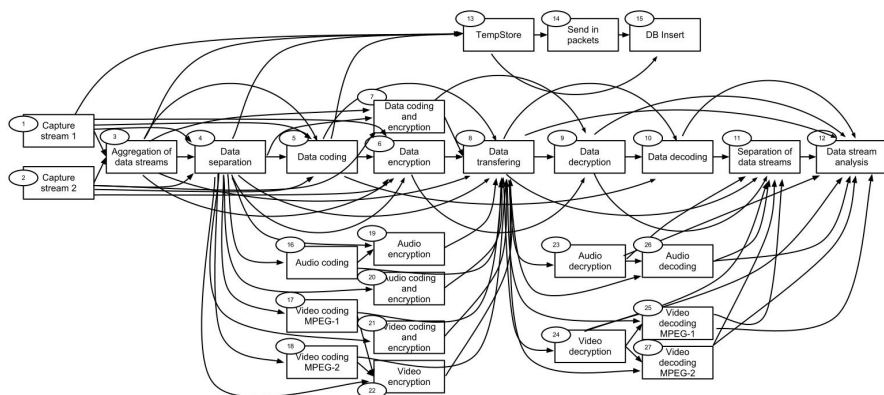 13
TempStore
14
Send in
packets
15
DB Insert
1
Capture
stream 1
2
Capture
stream 2
3
Aggregation of
data streams
4
Data
separation
5
Data coding
7
Data coding
and
encryption
6
Data
encryption
8
Data
transfering
9
Data
decryption
10
Data decoding
11
Separation of
data streams
12
Data stream
analysis
16
Audio coding
19
Audio
encryption
20
Audio coding
and encryption
17
Video coding
MPEG-1
21
Video coding
and encryption
18
Video coding
MPEG-2
22
Video
encryption
23
Audio
decryption
26
Audio
decoding
24
Video
decryption
25
Video
decoding
MPEG-1
27
Video
decoding
MPEG-2